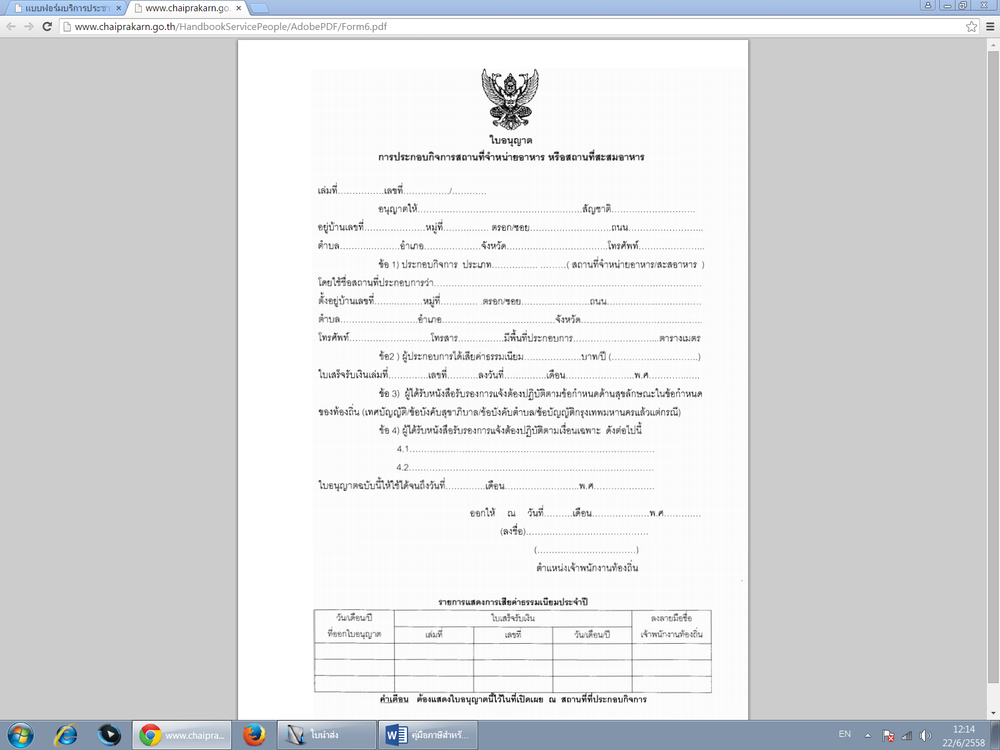 แบบฟอร์มบริการประชา
www.chaiprakarn.go.
www.chaiprakarn.go.th/HandbookServicePeople/AdobePDF/Form6.pdf
ใบอนุญาต
การประกอบกิจการสถานที่จำหน่ายอาหาร หรือสถานที่สะสมอาหาร
เล่มที่................เลขที่................/............
อนุญาตให้.........................................................สัญชาติ.............................
อยู่บ้านเลขที่.....................หมู่ที่................ ตรอก/ซอย............................ถนน..........................
ตำบล.....................อำเภอ....................จังหวัด...................................โทรศัพท์.......................
ข้อ 1) ประกอบกิจการ ประเภท................ .........( สถานที่จำหน่ายอาหาร/สะสอาหาร )
โดยใช้ชื่อสถานที่ประกอบการว่า............................................................................................
ตั้งอยู่บ้านเลขที่.................หมู่ที่............. .ตรอก/ซอย........................ถนน.................................
ตำบล...........................อำเภอ.......................................จังหวัด..........................................
โทรศัพท์............................โทรสาร................มีพื้นที่ประกอบการ..............................ตารางเมตร
ข้อ2 ) ผู้ประกอบการได้เสียค่าธรรมเนียม....................บาท/ปี (..............................)
ใบเสร็จรับเงินเล่มที่..............เลขที่...........ลงวันที่...............เดือน........................พ.ศ..................
ข้อ 3) ผู้ได้รับหนังสือรับรองการแจ้งต้องปฏิบัติตามข้อกำหนดด้านสุขลักษณะในข้อกำหนด
ของท้องถิ่น (เทศบัญญัติ/ข้อบังคับสุขาภิบาล/ข้อบังคับตำบล/ข้อบัญญัติกรุงเทพมหานครแล้วแต่กรณี)
ข้อ 4) ผู้ได้รับหนังสือรับรองการแจ้งต้องปฏิบัติตามเงื่อนเฉพาะ ดังต่อไปนี้
4.1.....................................................................................
4.2.....................................................................................
ใบอนุญาตฉบับนี้ให้ใช้ได้จนถึงวันที่..............เดือน..........................พ.ศ.....................
ออกให้ ณ วันที่..........เดือน....................พ.ศ.............
(ลงชื่อ)..........................................
(..................................)
ตำแหน่งเจ้าพนักงานท้องถิ่น
รายการแสดงการเสียค่าธรรมเนียมประจำปี
วัน/เดือน/ปี ใบเสร็จรับเงิน ลงลายมือชื่อ
ที่ออกใบอนุญาต เล่มที่ เลขที่ วัน/เดือน/ปี เจ้าพนักงานท้องถิ่น
คำเตือน ต้องแสดงใบอนุญาตนี้ไว้ในที่เปิดเผย ณ สถานที่ที่ประกอบกิจการ
www.chaipra...
ใบนำส่ง
คู่มือภาษีสำหรั...
EN
12:14
22/6/2558